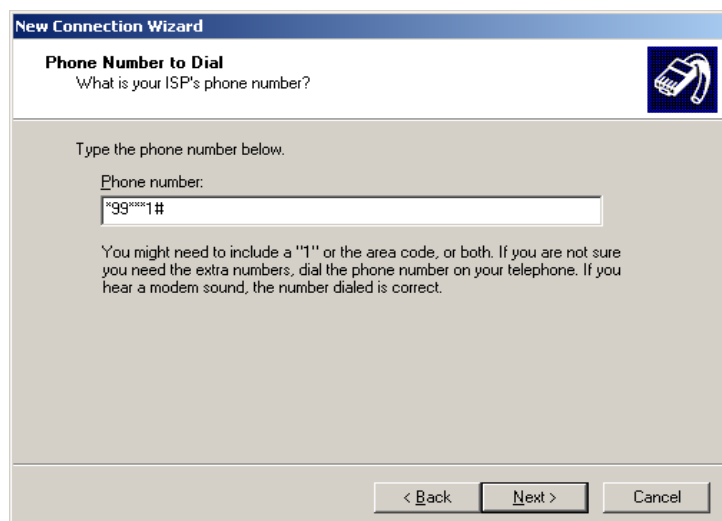 New Connection Wizard
Phone Number to Dial
What is your ISP's phone number?
Type the phone number below.
Phone number:
*99***1#
You might need to include a "1" or the area code, or both. If you are not sure
you need the extra numbers, dial the phone number on your telephone. If you
hear a modem sound, the number dialed is correct.
< Back
Next >
Cancel